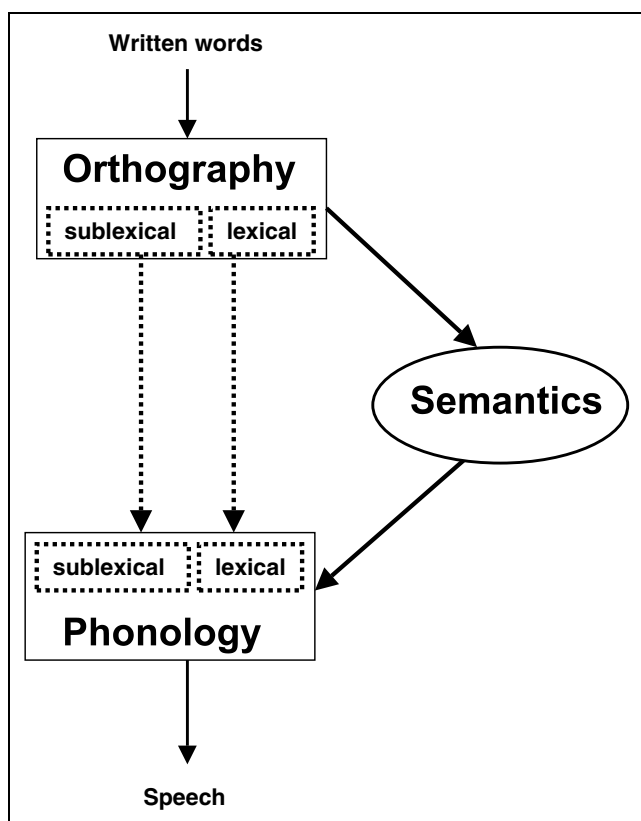 Written words
Orthography
sublexical lexical
Semantics
sublexical lexical
Phonology
Speech